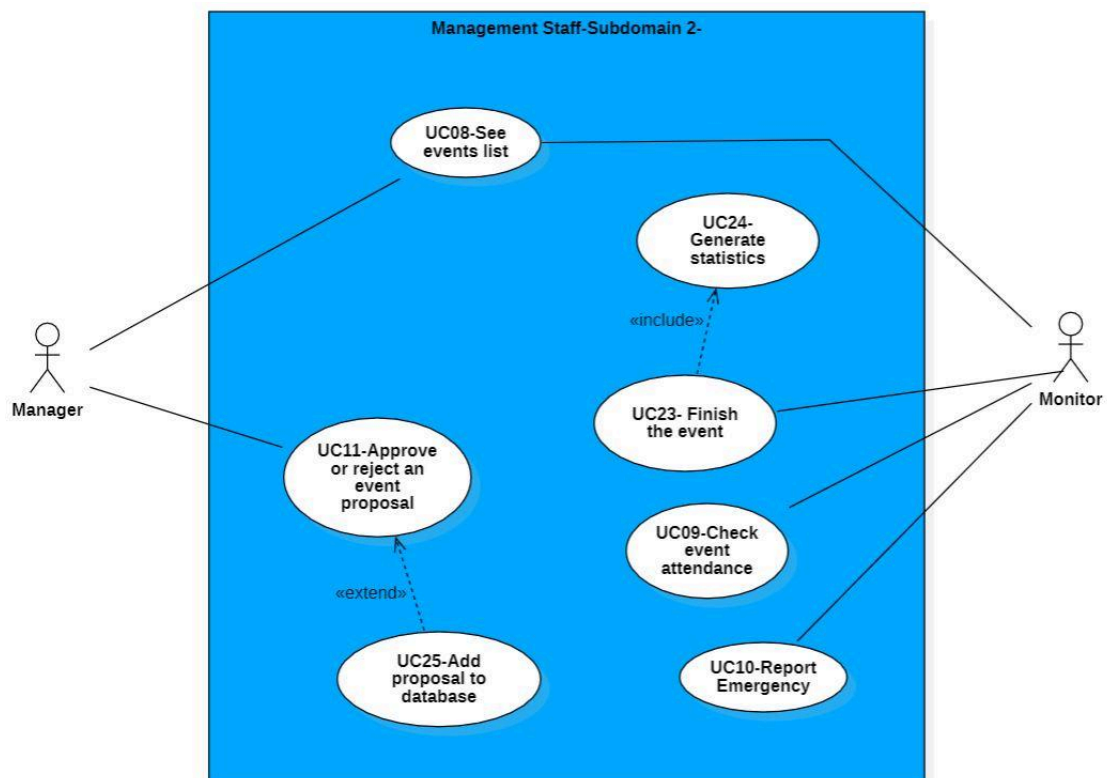 Management Staff-Subdomain 2-
UC08-See
events list
UC24-
Generate
statistics
«include»
Manager
Monitor
UC23- Finish
the event
UC11-Approve
or reject an
event
proposal
UC09-Check
event
attendance
«extend»
UC25-Add
proposal to
database
UC10-Report
Emergency